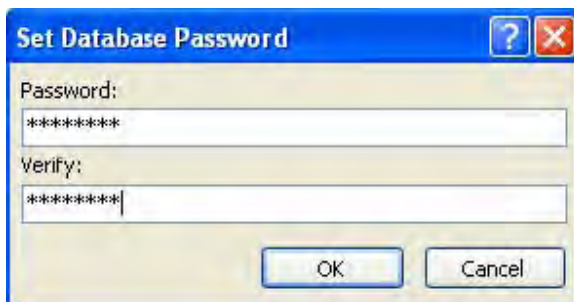 Set Database Password
Password:
********
Verify:
********
OK Cancel